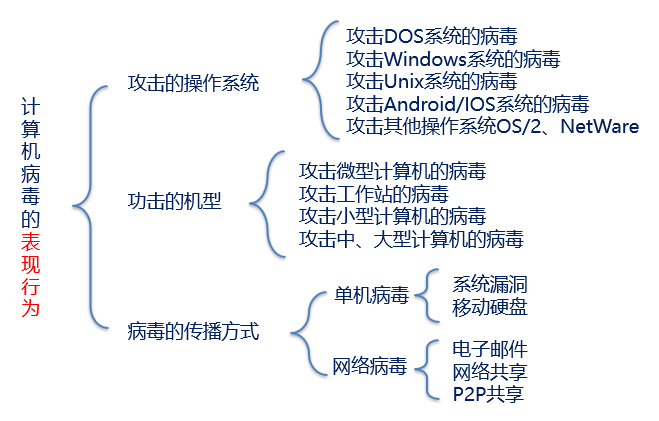 计算机病毒的表现行为
攻击的操作系统
攻击DOS系统的病毒
攻击Windows系统的病毒
攻击Unix系统的病毒
攻击Android/IOS系统的病毒
攻击其他操作系统OS/2、NetWare
功击的机型
攻击微型计算机的病毒
攻击工作站的病毒
攻击小型计算机的病毒
攻击中、大型计算机的病毒
病毒的传播方式
单机病毒
系统漏洞
移动硬盘
网络病毒
电子邮件
网络共享
P2P共享